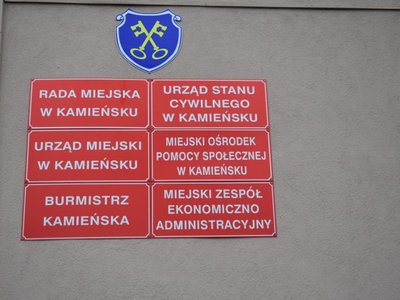 RADA MIEJSKA
W KAMIEŃSKU
URZĄD STANU
CYWILNEGO
W KAMIEŃSKU
URZĄD MIEJSKI
W KAMIEŃSKU
MIEJSKI OŚRODEK
POMOCY SPOŁECZNEJ
W KAMIEŃSKU
BURMISTRZ
KAMIEŃSKA
MIEJSKI ZESPÓŁ
EKONOMICZNO
ADMINISTRACYJNY